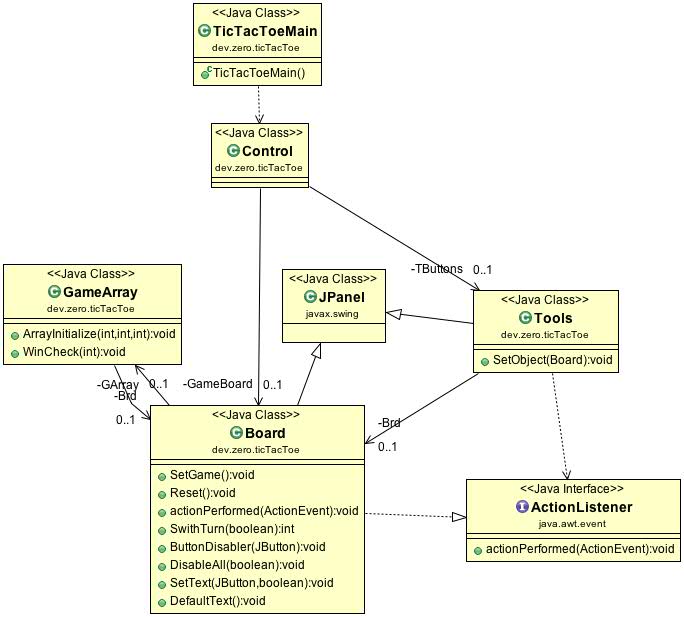 <<Java Class>>
TicTacToeMain
dev.zero.ticTacToe
TicTacToeMain()
<<Java Class>>
Control
dev.zero.ticTacToe
-TButtons 0..1
<<Java Class>>
GameArray
dev.zero.ticTacToe
ArrayInitialize(int,int,int):void
WinCheck(int):void
<<Java Class>>
JPanel
javax.swing
<<Java Class>>
Tools
dev.zero.ticTacToe
SetObject(Board):void
-GArray 0..1
-Brd
0..1
-GameBoard 0..1
-Brd
0..1
<<Java Class>>
Board
dev.zero.ticTacToe
SetGame():void
Reset():void
actionPerformed(ActionEvent):void
SwithTurn(boolean):int
ButtonDisabler(JButton):void
DisableAll(boolean):void
SetText(JButton,boolean):void
DefaultText():void
<<Java Interface>>
ActionListener
java.awt.event
actionPerformed(ActionEvent):void